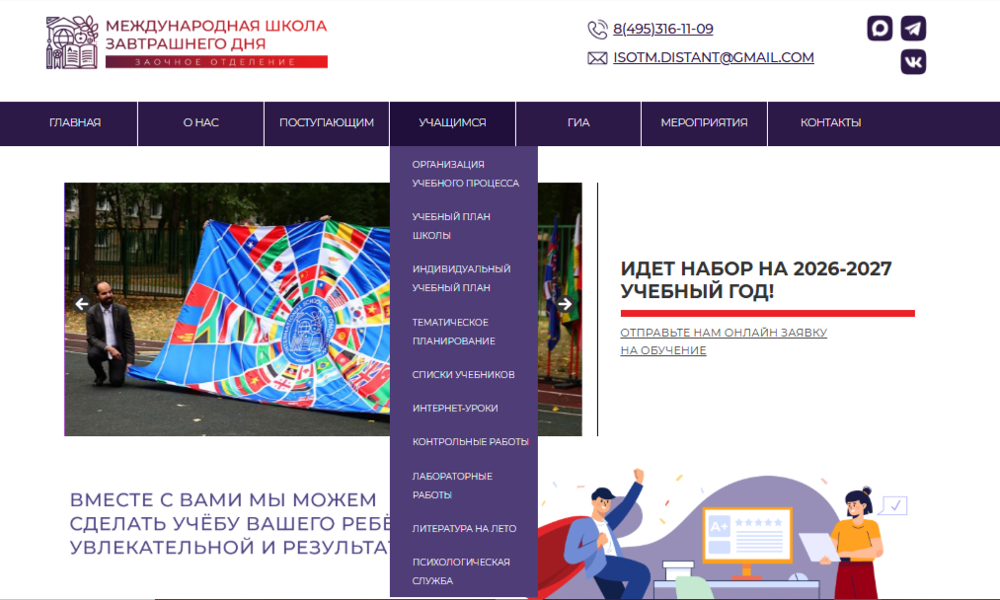 МЕЖДУНАРОДНАЯ ШКОЛА
ЗАВТРАШНЕГО ДНЯ
ЗАОЧНОЕ ОТДЕЛЕНИЕ
8(495)316-11-09
ISOTM.DISTANT@GMAIL.COM
ГЛАВНАЯ
О НАС
ПОСТУПАЮЩИМ
УЧАЩИМСЯ
ГИА
МЕРОПРИЯТИЯ
КОНТАКТЫ
ОРГАНИЗАЦИЯ
УЧЕБНОГО ПРОЦЕССА
УЧЕБНЫЙ ПЛАН
ШКОЛЫ
ИНДИВИДУАЛЬНЫЙ
УЧЕБНЫЙ ПЛАН
ТЕМАТИЧЕСКОЕ
ПЛАНИРОВАНИЕ
СПИСКИ УЧЕБНИКОВ
ИНТЕРНЕТ-УРОКИ
КОНТРОЛЬНЫЕ РАБОТЫ
ЛАБОРАТОРНЫЕ
РАБОТЫ
ЛИТЕРАТУРА НА ЛЕТО
ПСИХОЛОГИЧЕСКАЯ
СЛУЖБА
ИДЕТ НАБОР НА 2026-2027
УЧЕБНЫЙ ГОД!
ОТПРАВЬТЕ НАМ ОНЛАЙН ЗАЯВКУ
НА ОБУЧЕНИЕ
ВМЕСТЕ С ВАМИ МЫ МОЖЕМ
СДЕЛАТЬ УЧЁБУ ВАШЕГО РЕБЁ
УВЛЕКАТЕЛЬНОЙ И РЕЗУЛЬТАТ
A+